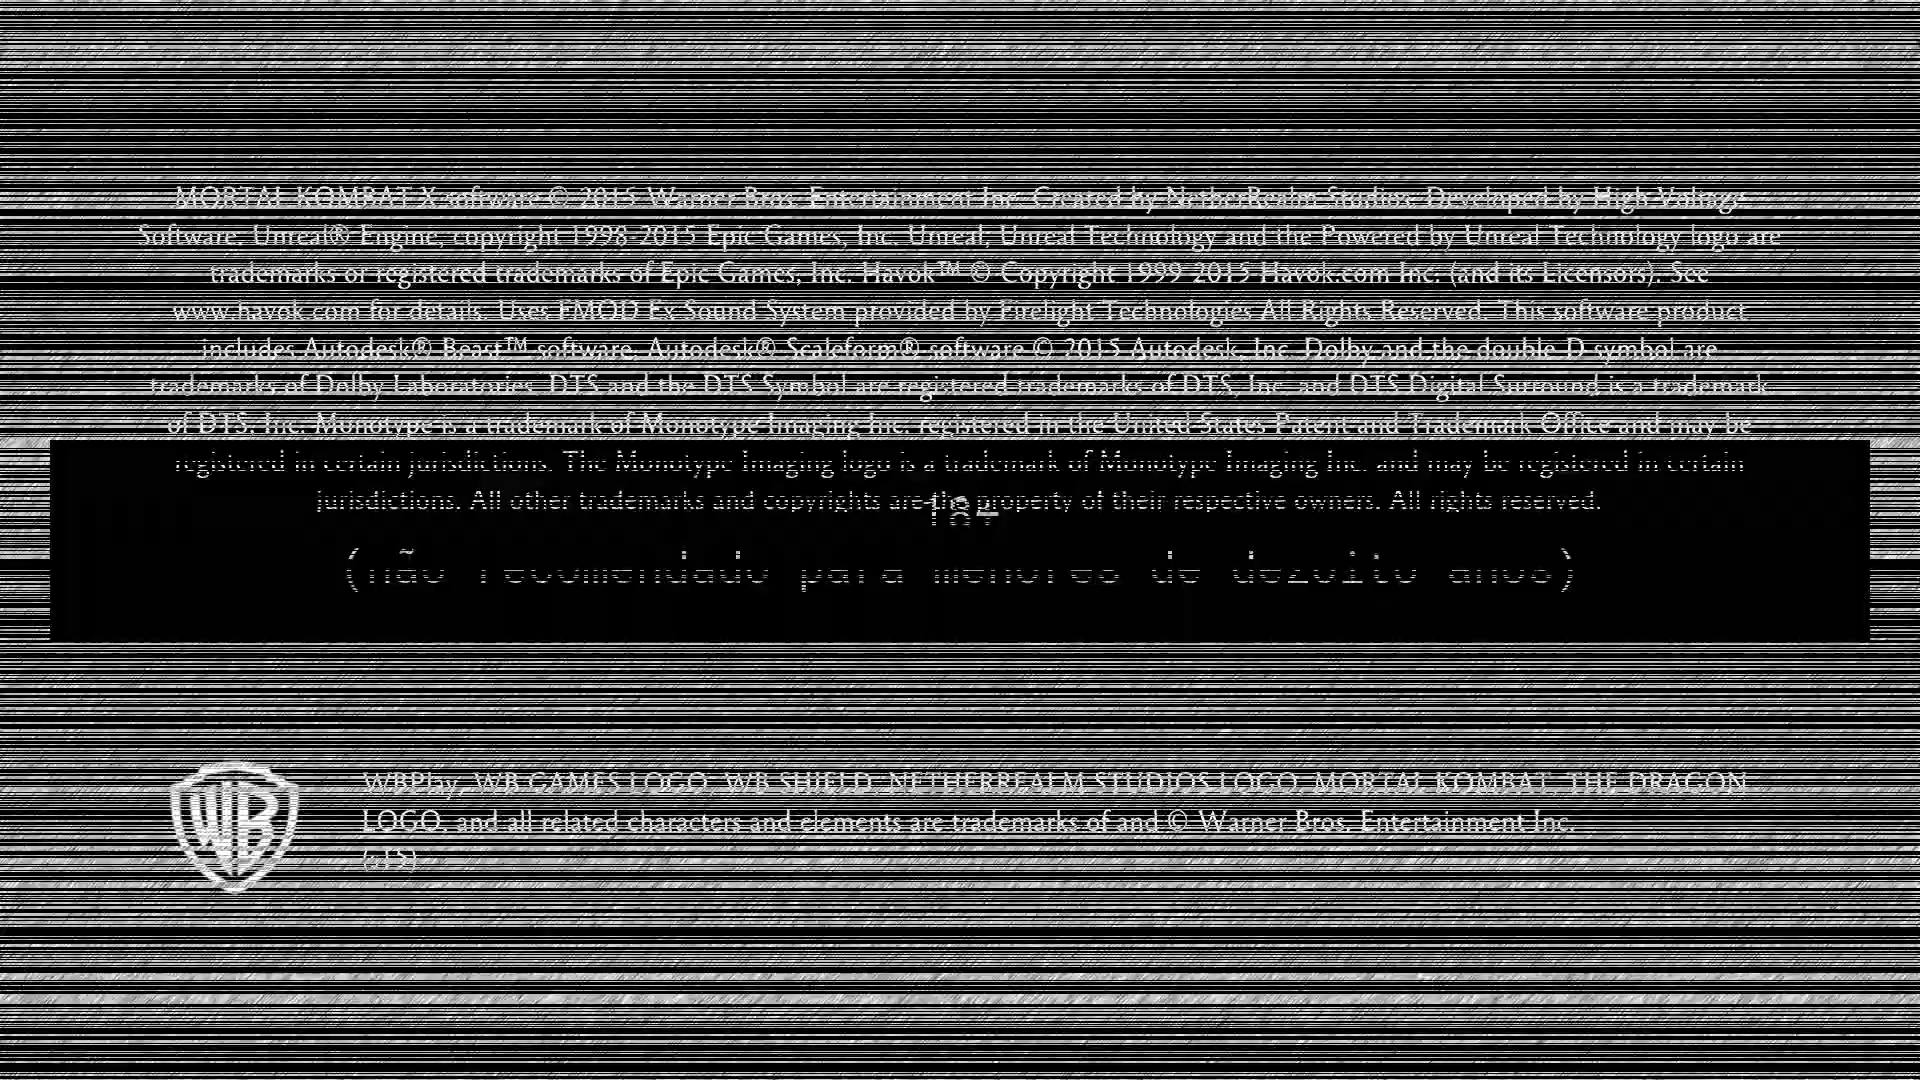 MORTAL KOMBAT X software © 2015 Warner Bros. Entertainment Inc. Created by NetherRealm Studios. Developed by High Voltage
Software. Unreal® Engine, copyright 1998-2015 Epic Games, Inc. Unreal, Unreal Technology and the Powered by Unreal Technology logo are
trademarks or registered trademarks of Epic Games, Inc. Havok™ © Copyright 1999-2015 Havok.com Inc. (and its Licensors). See
www.havok.com for details. Uses FMOD Ex Sound System provided by Firelight Technologies All Rights Reserved. This software product
includes Autodesk® Beast™ software, Autodesk® Scaleform® software © 2015 Autodesk, Inc. Dolby and the double D symbol are
trademarks of Dolby Laboratories. DTS and the DTS Symbol are registered trademarks of DTS, Inc. and DTS Digital Surround is a trademark
of DTS, Inc. Monotype is a trademark of Monotype Imaging Inc. registered in the United States Patent and Trademark Office and may be
registered in certain jurisdictions. The Monotype Imaging logo is a trademark of Monotype Imaging Inc. and may be registered in certain
jurisdictions. All other trademarks and copyrights are the property of their respective owners. All rights reserved.
18+
(não recomendado para menores de dezoito anos)
WB
WBPlay, WB GAMES LOGO, WB SHIELD, NETHERREALM STUDIOS LOGO, MORTAL KOMBAT, THE DRAGON
LOGO, and all related characters and elements are trademarks of and © Warner Bros. Entertainment Inc.
(s15)